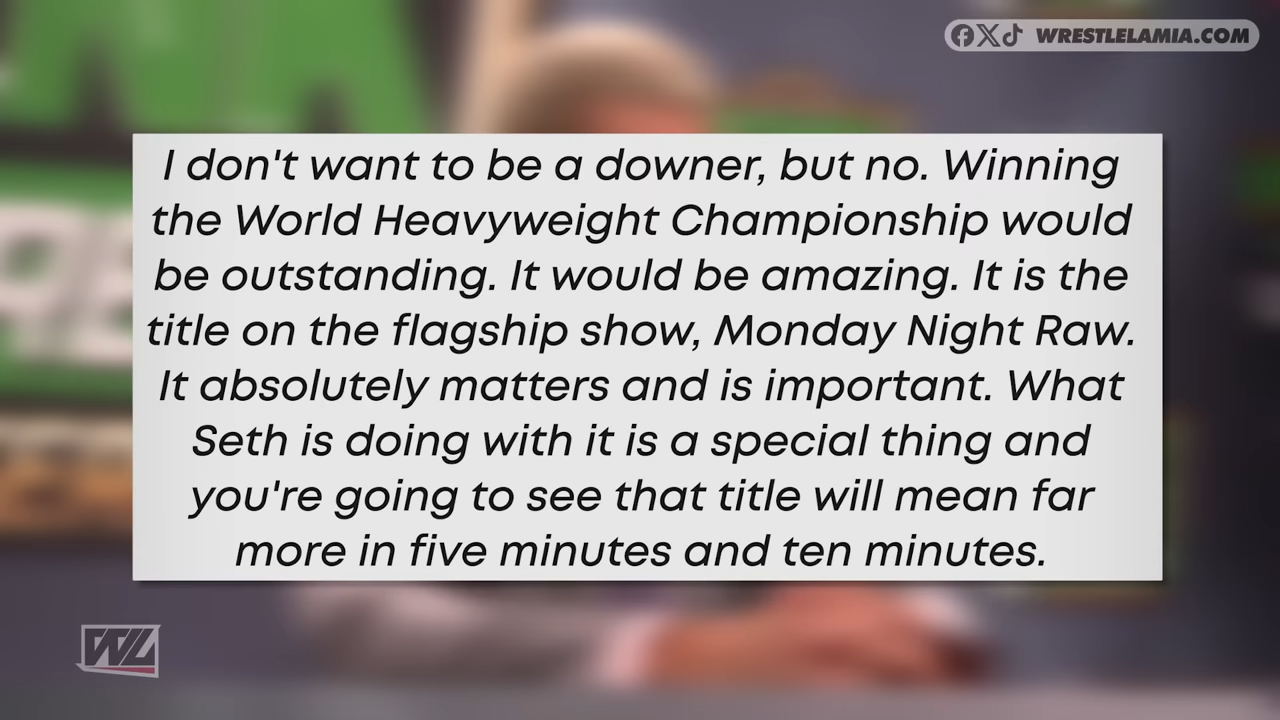 WRESTLELAMIA.COM
I don't want to be a downer, but no. Winning
the World Heavyweight Championship would
be outstanding. It would be amazing. It is the
title on the flagship show, Monday Night Raw.
It absolutely matters and is important. What
Seth is doing with it is a special thing and
you're going to see that title will mean far
more in five minutes and ten minutes.
WL